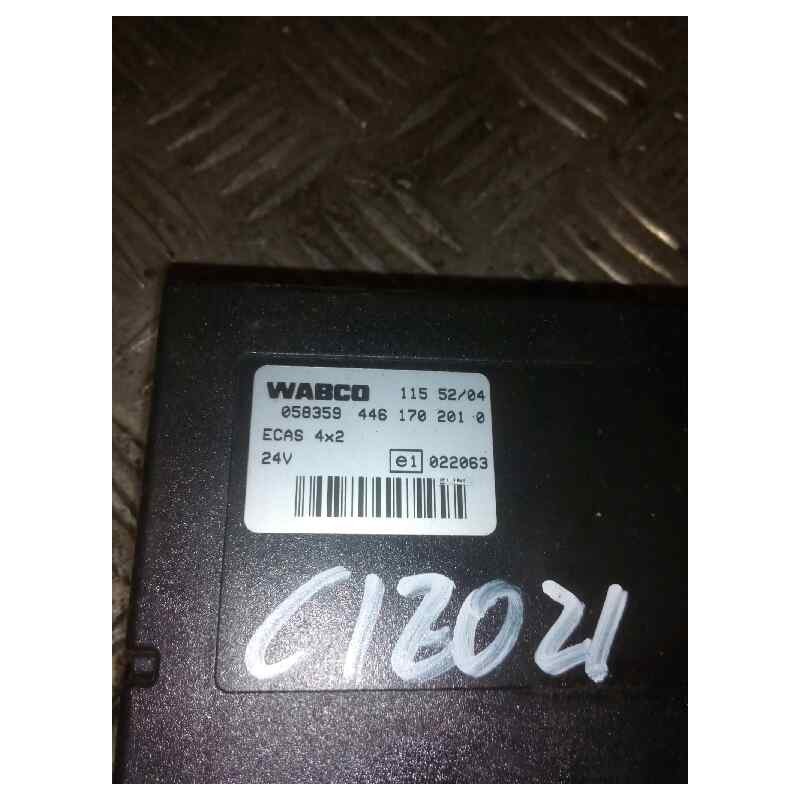 WABCO 115 52/04
058359 446 170 201 0
ECAS 4x2
24V e1 022063
C12021